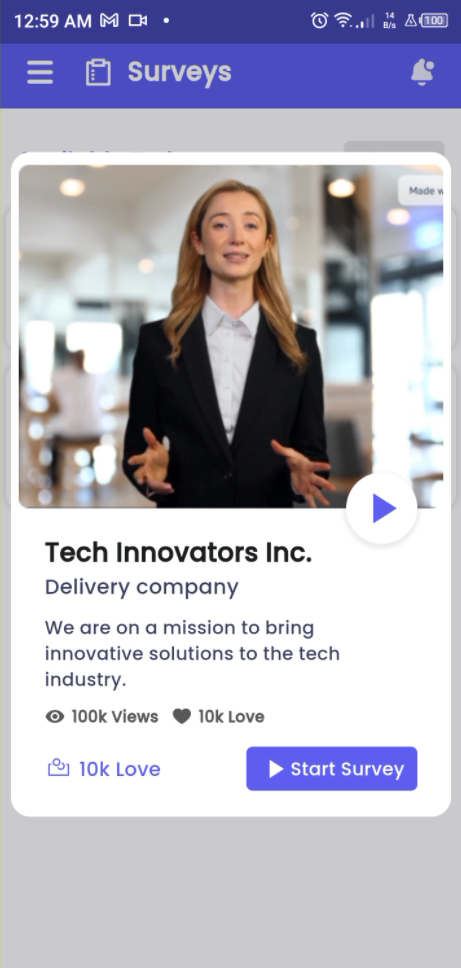 12:59 AM
14
B/s
100
Surveys
Made w
Tech Innovators Inc.
Delivery company
We are on a mission to bring
innovative solutions to the tech
industry.
100k Views 10k Love
10k Love Start Survey